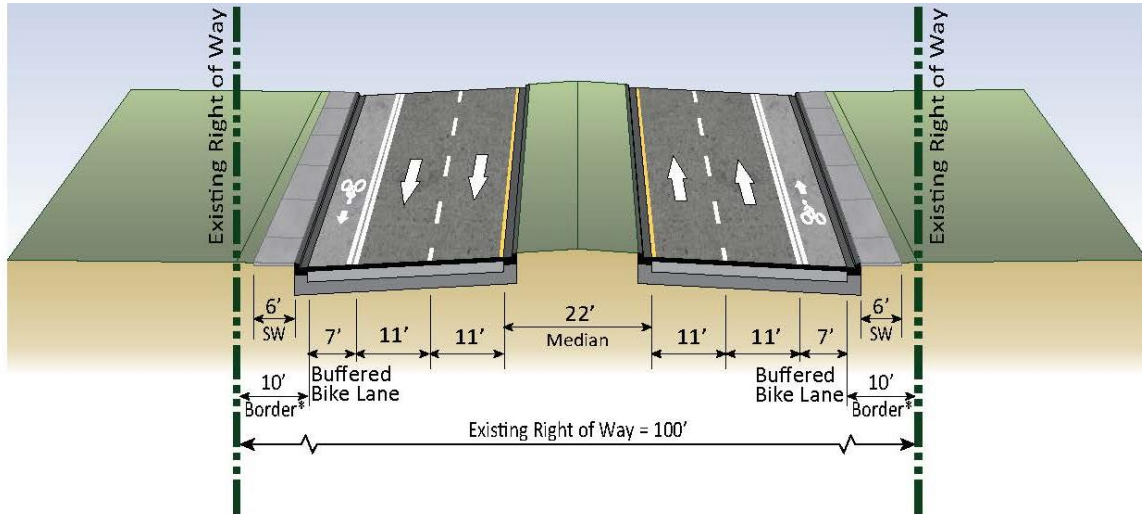 Existing Right of Way
Existing Right of Way
6’
SW
7’
11’
11’
22’
Median
11’
11’
7’
6’
SW
Buffered
Bike Lane
Buffered
Bike Lane
10’
Border*
10’
Border*
Existing Right of Way = 100’